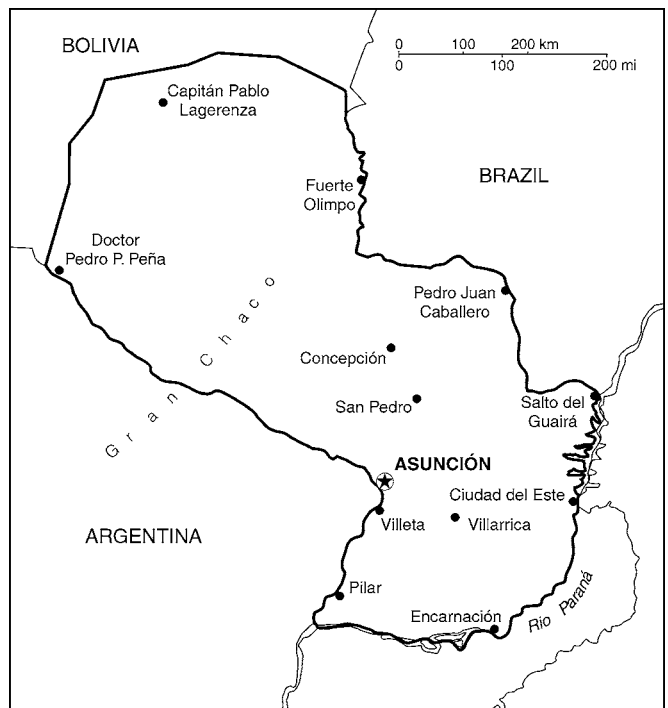 BOLIVIA
0 100 200 km
0 100 200 mi
Capitán Pablo
Lagerenza
BRAZIL
Fuerte
Olimpo
Doctor
Pedro P. Peña
Pedro Juan
Caballero
Gran Chaco
Concepción
San Pedro
Salto del
Guairá
ASUNCIÓN
Ciudad del Este
Villeta
Villarrica
ARGENTINA
Pilar
Encarnación
Rio Paraná